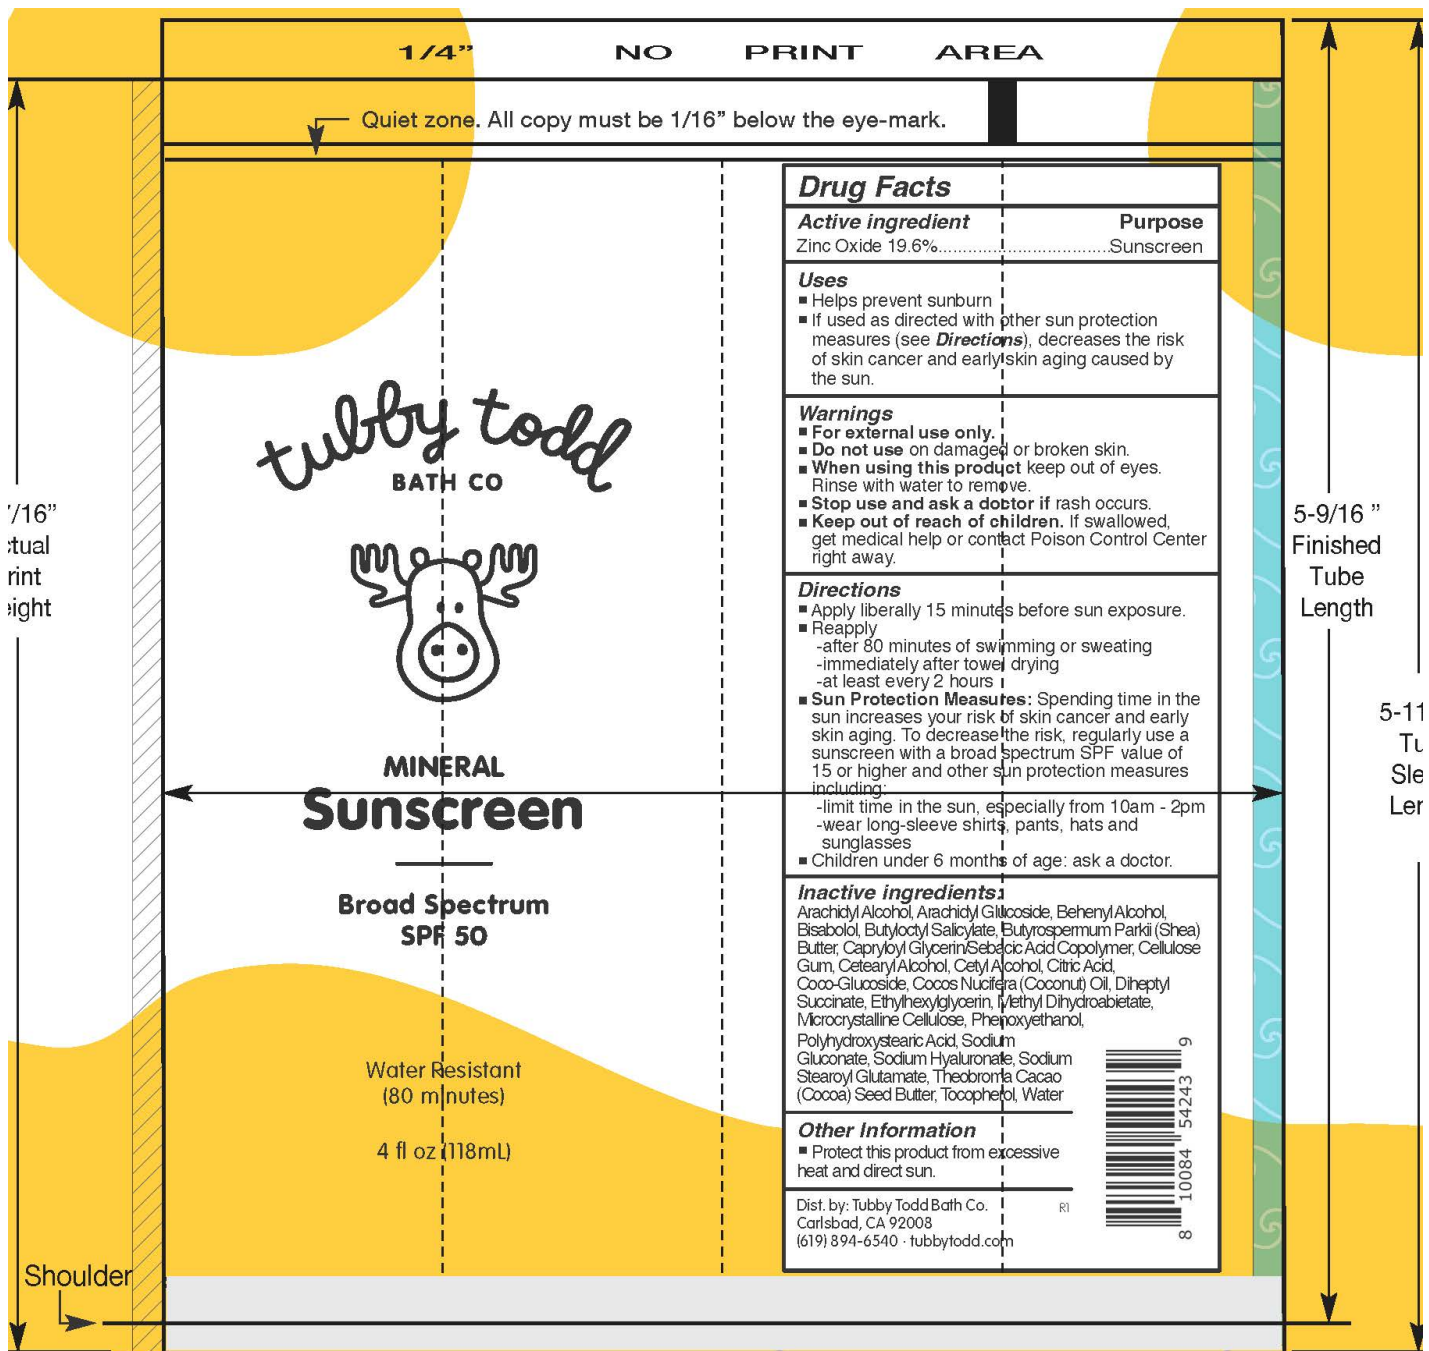 1/4” NO PRINT AREA
Quiet zone. All copy must be 1/16” below the eye-mark.
tubby todd
BATH CO
MINERAL
Sunscreen
Broad Spectrum
SPF 50
Water Resistant
(80 minutes)
4 fl oz (118mL)
Drug Facts
Active ingredient Purpose
Zinc Oxide 19.6%....................................Sunscreen
Uses
▪ Helps prevent sunburn
▪ If used as directed with other sun protection
measures (see Directions), decreases the risk
of skin cancer and early skin aging caused by
the sun.
Warnings
▪ For external use only.
▪ Do not use on damaged or broken skin.
▪ When using this product keep out of eyes.
Rinse with water to remove.
▪ Stop use and ask a doctor if rash occurs.
▪ Keep out of reach of children. If swallowed,
get medical help or contact Poison Control Center
right away.
Directions
▪ Apply liberally 15 minutes before sun exposure.
▪ Reapply
-after 80 minutes of swimming or sweating
-immediately after towel drying
-at least every 2 hours
▪ Sun Protection Measures: Spending time in the
sun increases your risk of skin cancer and early
skin aging. To decrease the risk, regularly use a
sunscreen with a broad spectrum SPF value of
15 or higher and other sun protection measures
including:
-limit time in the sun, especially from 10am - 2pm
-wear long-sleeve shirts, pants, hats and
sunglasses
▪ Children under 6 months of age: ask a doctor.
Inactive ingredients:
Arachidyl Alcohol, Arachidyl Glucoside, Behenyl Alcohol,
Bisabolol, Butyloctyl Salicylate, Butyrospermum Parkii (Shea)
Butter, Capryloyl Glycerin/Sebacic Acid Copolymer, Cellulose
Gum, Cetearyl Alcohol, Cetyl Alcohol, Citric Acid,
Coco-Glucoside, Cocos Nucifera (Coconut) Oil, Diheptyl
Succinate, Ethylhexylglycerin, Methyl Dihydroabietate,
Microcrystalline Cellulose, Phenoxyethanol,
Polyhydroxystearic Acid, Sodium
Gluconate, Sodium Hyaluronate, Sodium
Stearoyl Glutamate, Theobroma Cacao
(Cocoa) Seed Butter, Tocopherol, Water
Other Information
▪ Protect this product from excessive
heat and direct sun.
Dist. by: Tubby Todd Bath Co.
Carlsbad, CA 92008
(619) 894-6540 · tubbytodd.com
R1
8 10084 54243 9
/16”
ctual
rint
eight
Shoulder
5-9/16 ”
Finished
Tube
Length
5-11
Tu
Sle
Ler